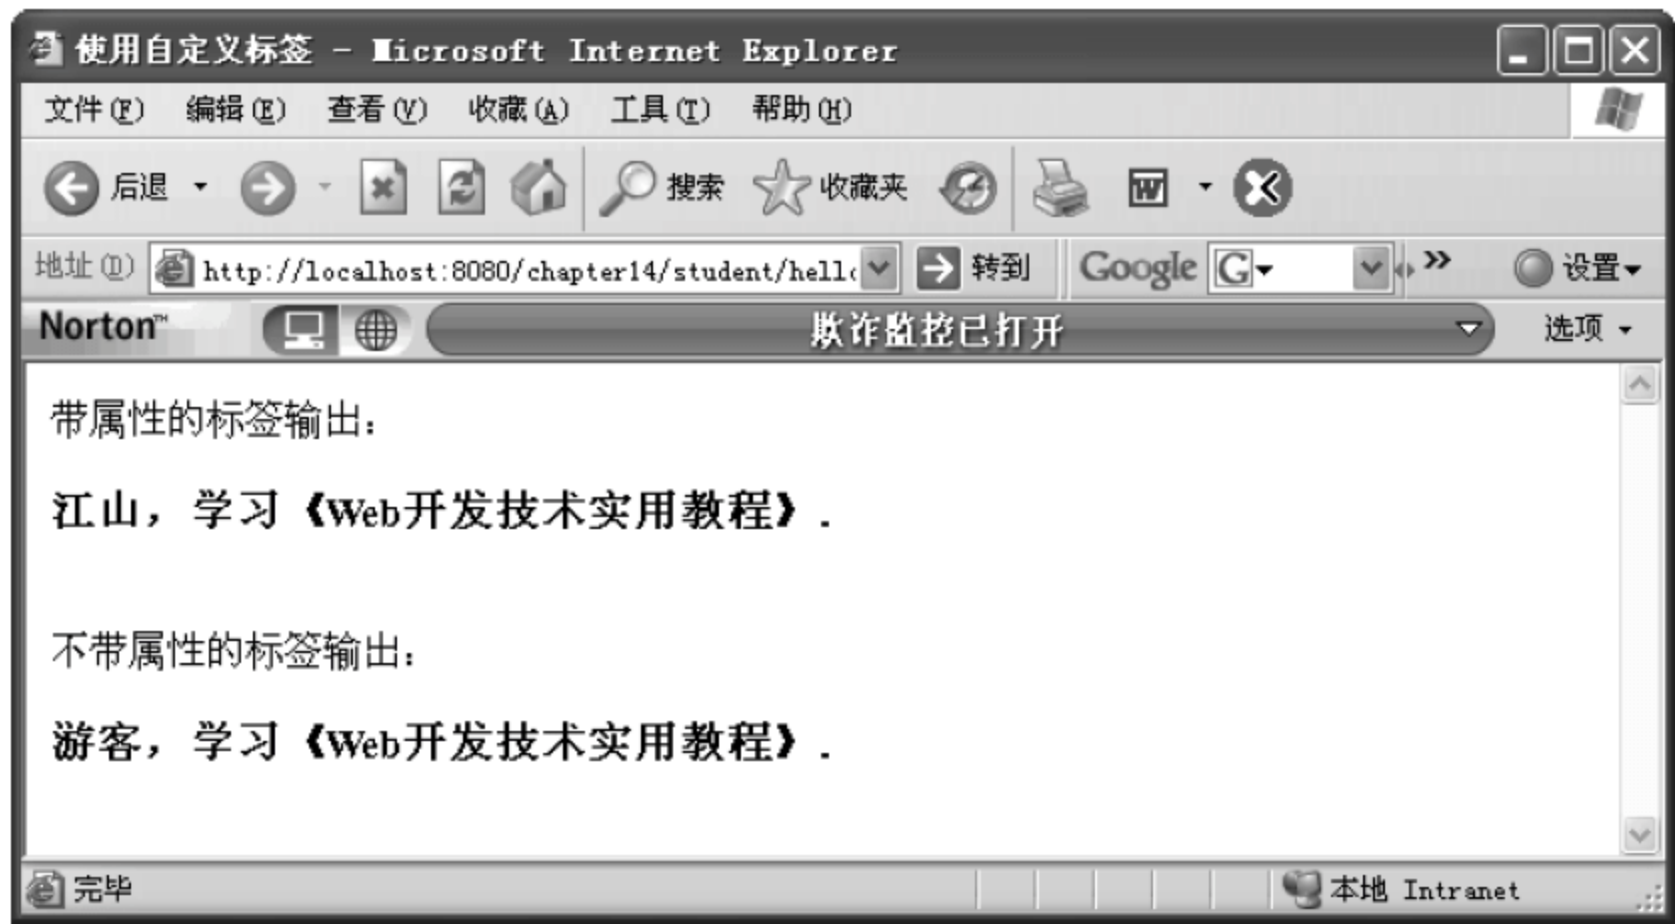 使用自定义标签 - Microsoft Internet Explorer
文件(F) 编辑(E) 查看(V) 收藏(A) 工具(T) 帮助(H)
后退 搜索 收藏夹 W
地址(D) http://localhost:8080/chapter14/student/hell 转到 Google G 设置
Norton™ 欺诈监控已打开 选项
带属性的标签输出：
江山，学习《Web开发技术实用教程》.
不带属性的标签输出：
游客，学习《Web开发技术实用教程》.
完毕 本地 Intranet